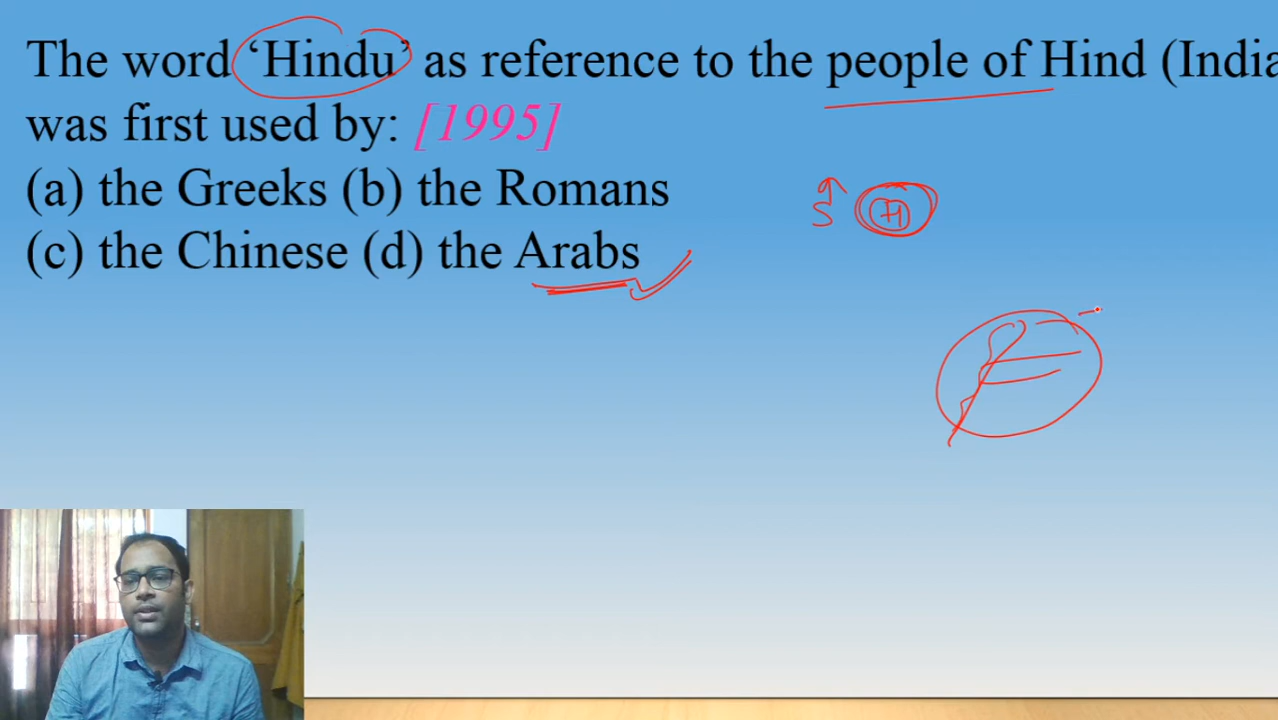 The word ‘Hindu’ as reference to the people of Hind (India
was first used by: [1995]
(a) the Greeks (b) the Romans
S H
(c) the Chinese (d) the Arabs